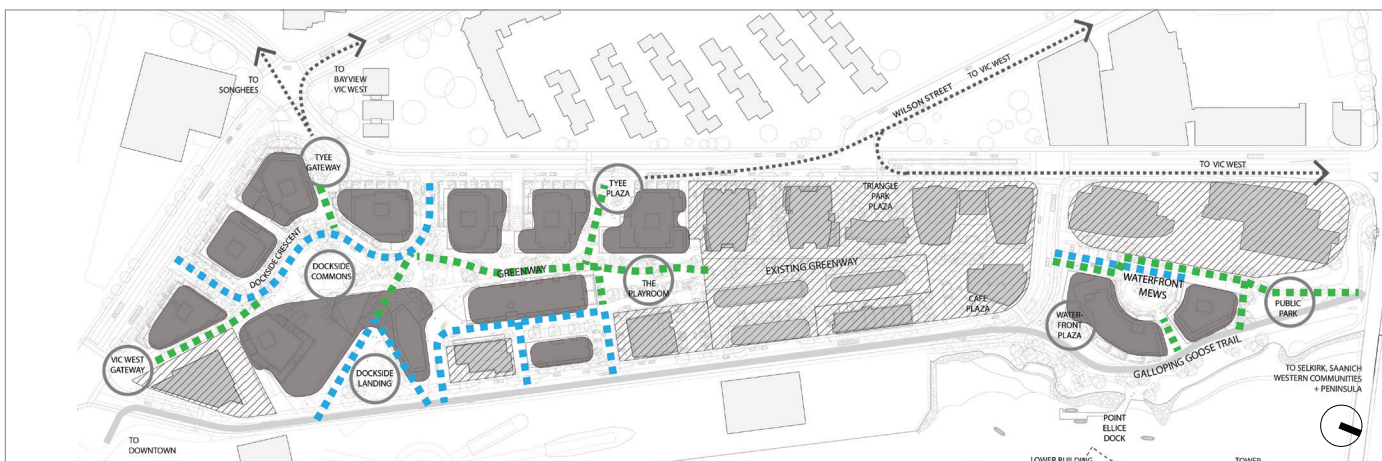 TO
SONGHEES
TO
BAYVIEW
VIC WEST
WILSON STREET
TO VIC WEST
TO VIC WEST
TYEE
GATEWAY
TYEE
PLAZA
TRIANGLE
PARK
PLAZA
DOCKSIDE CRESCENT
DOCKSIDE
COMMONS
GREENWAY
THE
PLAYROOM
EXISTING GREENWAY
CAFE
PLAZA
WATERFRONT
MEWS
PUBLIC
PARK
WATER-
FRONT
PLAZA
GALLOPING GOOSE TRAIL
VIC WEST
GATEWAY
DOCKSIDE
LANDING
TO SELKIRK, SAANICH
WESTERN COMMUNITIES
+ PENINSULA
TO
DOWNTOWN
POINT
ELLICE
DOCK
LOWER BUILDING
TOWER